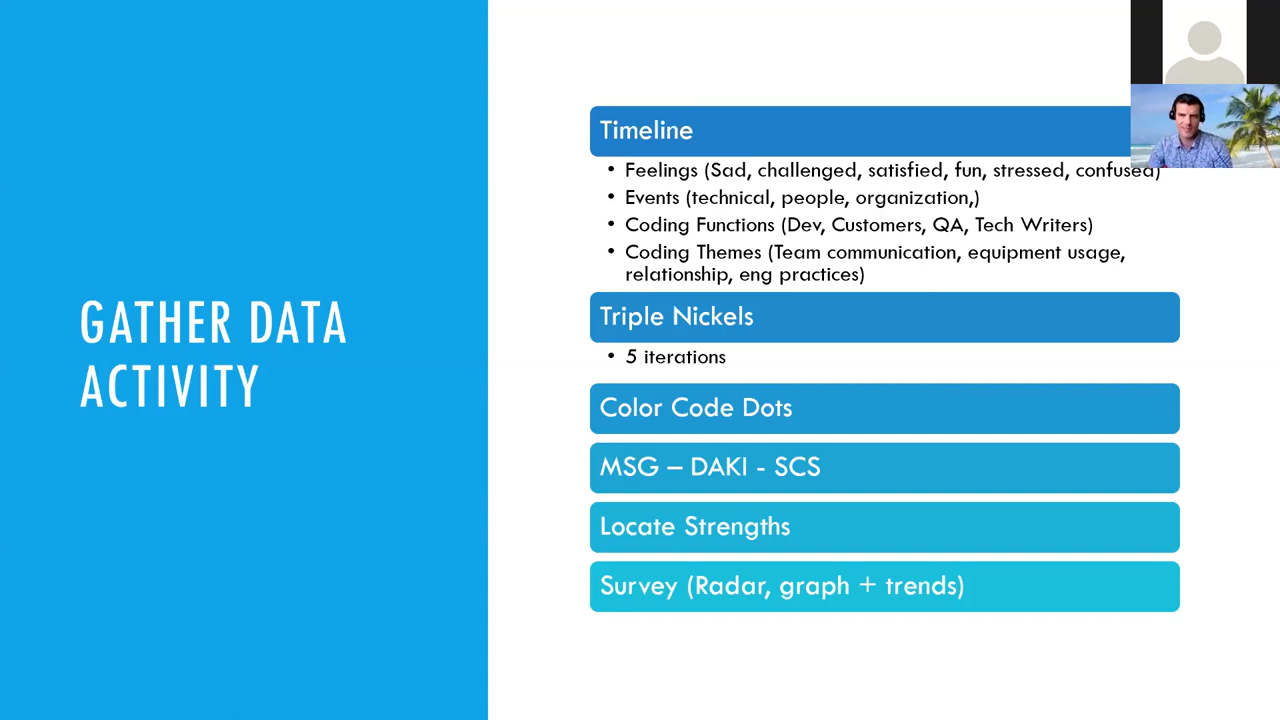 GATHER DATA
ACTIVITY
Timeline
• Feelings (Sad, challenged, satisfied, fun, stressed, confused)
• Events (technical, people, organization,)
• Coding Functions (Dev, Customers, QA, Tech Writers)
• Coding Themes (Team communication, equipment usage,
relationship, eng practices)
Triple Nickels
• 5 iterations
Color Code Dots
MSG – DAKI - SCS
Locate Strengths
Survey (Radar, graph + trends)